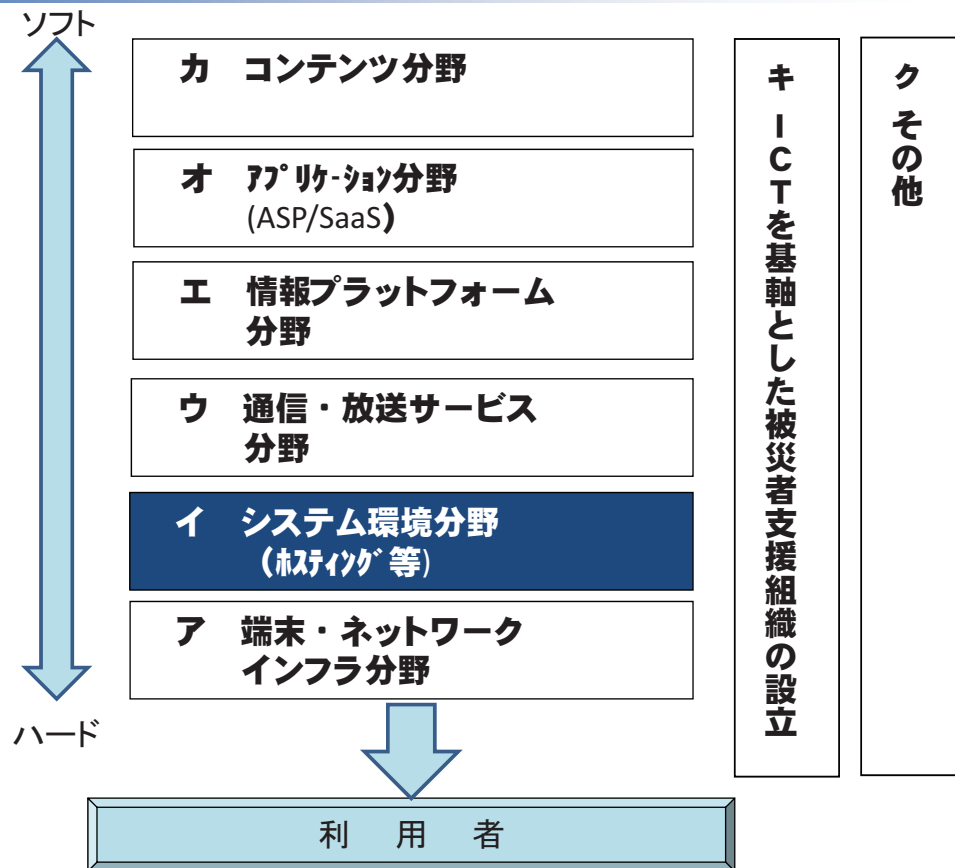 ソフト
カ コンテンツ分野
オ ｱﾌﾟﾘｹ-ｼｮﾝ分野
(ASP/SaaS)
エ 情報プラットフォーム
分野
ウ 通信・放送サービス
分野
イ システム環境分野
(ﾎｽﾃｨﾝｸﾞ等)
ア 端末・ネットワーク
インフラ分野
ハード
キ ICTを基軸とした被災者支援組織の設立
ク その他
利 用 者